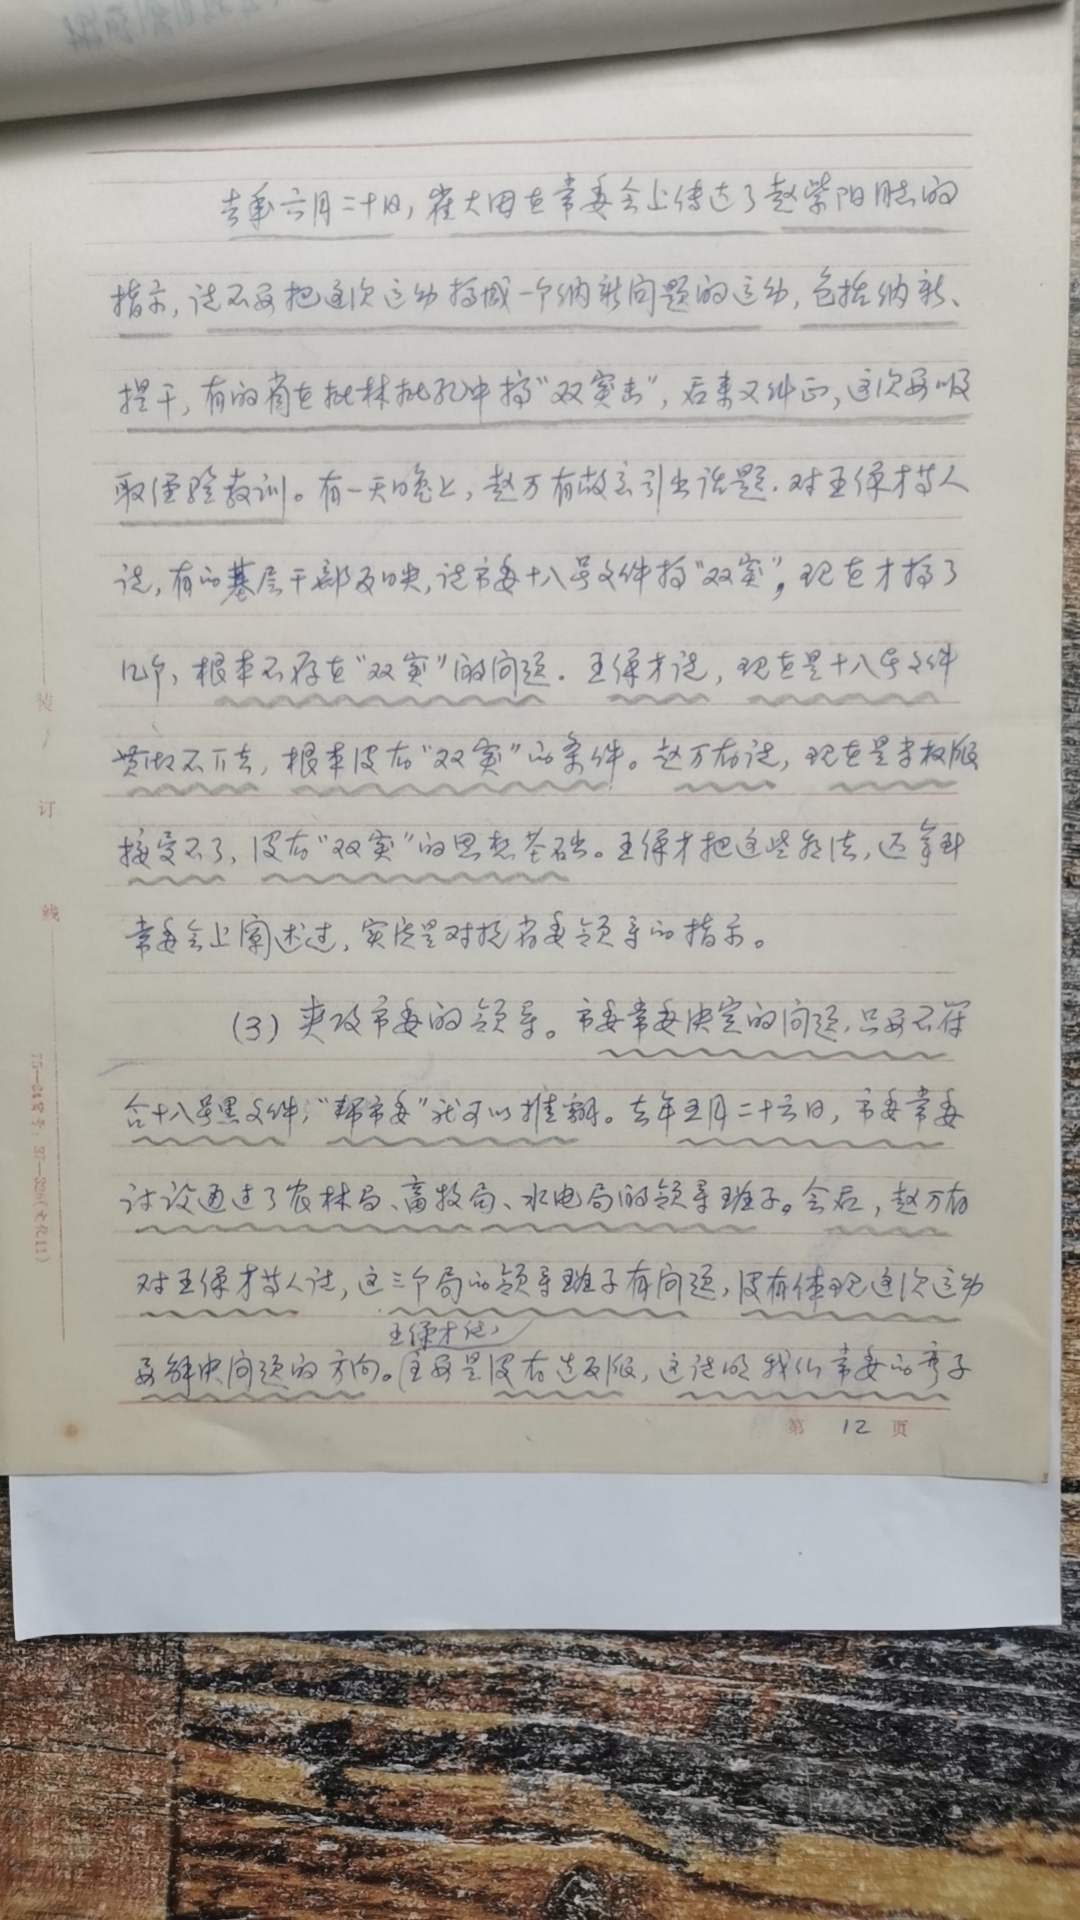 去年六月二十日，崔大田在常委会上传达了赵紫阳同志的
指示，说不要把这次运动搞成一个纳新问题的运动，包括纳新、
提干，有的省在批林批孔中搞“双突击”，后来又纠正，这次要吸
取经验教训。有一天晚上，赵万有故意引出话题，对王保才等人
说，有的基层干部反映，说市委十八号文件搞“双突”，现在才搞了
几个，根本不存在“双突”的问题。王保才说，现在是十八号文件
贯彻不下去，根本没有“双突”的条件。赵万有说，现在是当权派
接受不了，没有“双突”的思想基础。王保才把这些说法，还拿到
常委会上阐述过，实际是对抗省委领导的指示。
(3) 夹攻市委的领导。市委常委决定的问题，只要不符
合十八号黑文件，“帮市委”就可以推翻。去年五月二十六日，市委常委
讨论通过了农林局、畜牧局、水电局的领导班子。会后，赵万有
对王保才等人说，这三个局的领导班子有问题，没有体现这次运动
王保才说，
要解决问题的方向。主要是没有造反派，这说明我们常委的弯子
第 12 页
装
订
线